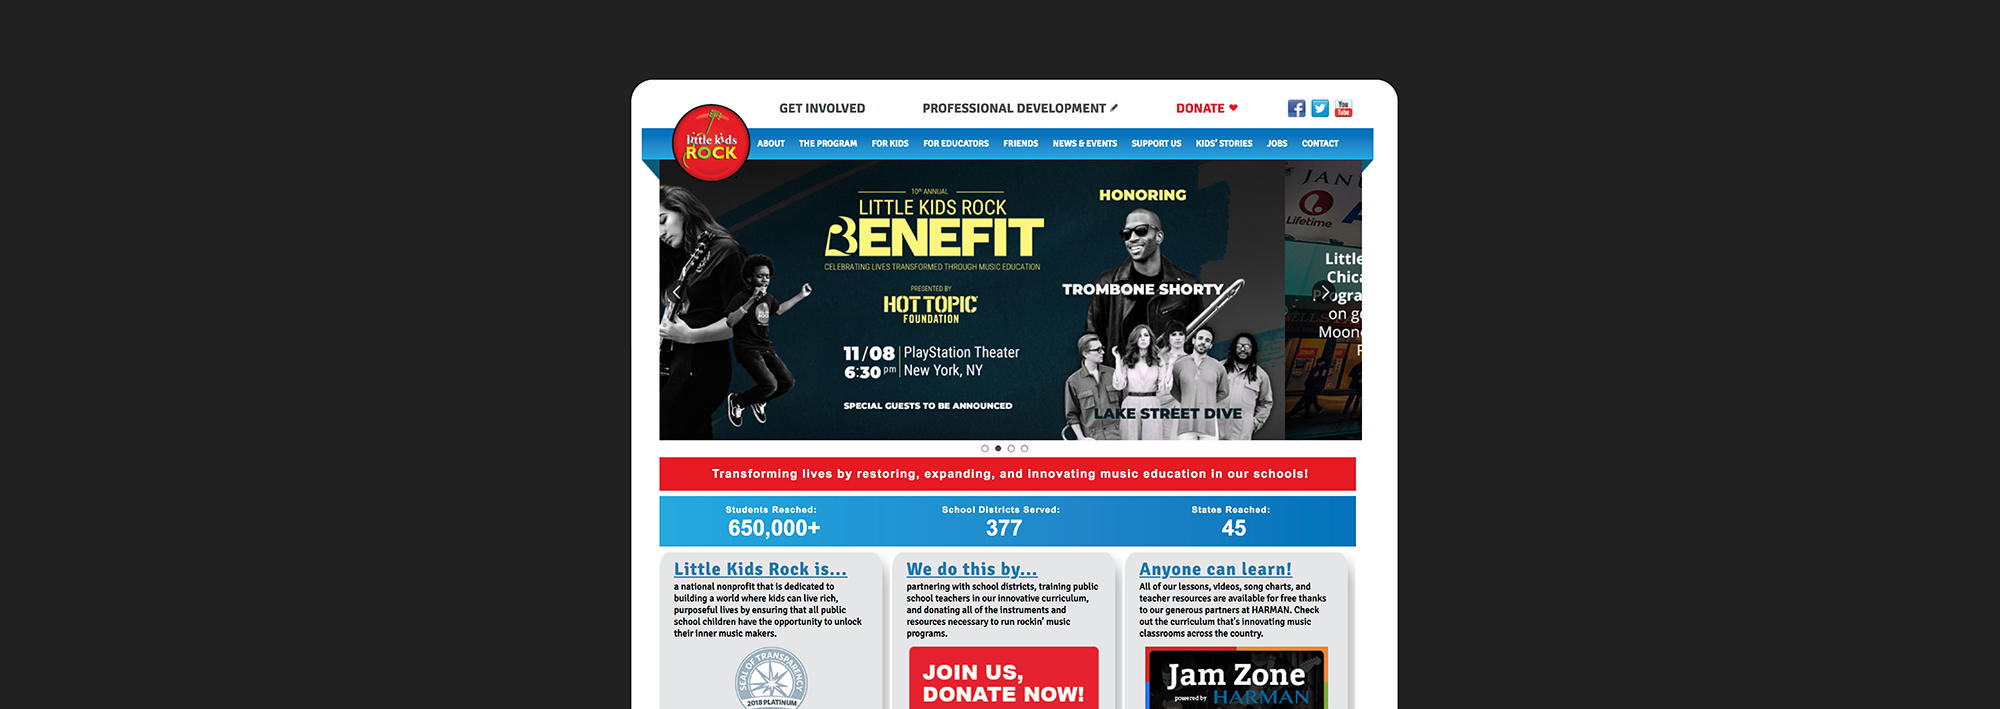 GET INVOLVED
PROFESSIONAL DEVELOPMENT
DONATE
You
Tube
little kids
ROCK
ABOUT
THE PROGRAM
FOR KIDS
FOR EDUCATORS
FRIENDS
NEWS & EVENTS
SUPPORT US
KIDS' STORIES
JOBS
CONTACT
10th ANNUAL
LITTLE KIDS ROCK
BENEFIT
CELEBRATING LIVES TRANSFORMED THROUGH MUSIC EDUCATION
PRESENTED BY
HOT TOPIC
FOUNDATION
11/08 PlayStation Theater
6:30 pm New York, NY
SPECIAL GUESTS TO BE ANNOUNCED
HONORING
TROMBONE SHORTY
LAKE STREET DIVE
JANU
Lifetime
Little
Chica
Progra
on ge
Moon
Transforming lives by restoring, expanding, and innovating music education in our schools!
Students Reached:
650,000+
School Districts Served:
377
States Reached:
45
Little Kids Rock is...
a national nonprofit that is dedicated to
building a world where kids can live rich,
purposeful lives by ensuring that all public
school children have the opportunity to unlock
their inner music makers.
SEAL OF TRANSPARENCY
2018 PLATINUM
We do this by...
partnering with school districts, training public
school teachers in our innovative curriculum,
and donating all of the instruments and
resources necessary to run rockin' music
programs.
JOIN US,
DONATE NOW!
Anyone can learn!
All of our lessons, videos, song charts, and
teacher resources are available for free thanks
to our generous partners at HARMAN. Check
out the curriculum that's innovating music
classrooms across the country.
Jam Zone
powered by HARMAN